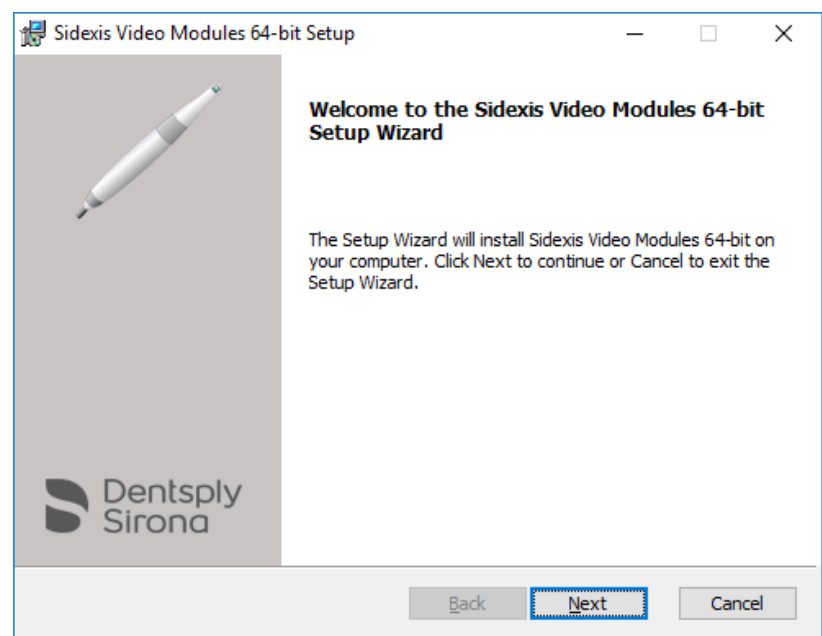 Sidexis Video Modules 64-bit Setup
Welcome to the Sidexis Video Modules 64-bit
Setup Wizard
The Setup Wizard will install Sidexis Video Modules 64-bit on
your computer. Click Next to continue or Cancel to exit the
Setup Wizard.
Dentsply
Sirona
Back Next Cancel